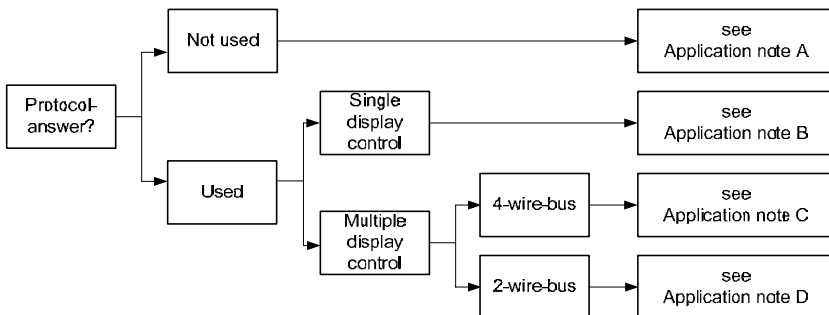 Not used
see
Application note A
Protocol-
answer?
Single
display
control
see
Application note B
Used
Multiple
display
control
4-wire-bus
see
Application note C
2-wire-bus
see
Application note D